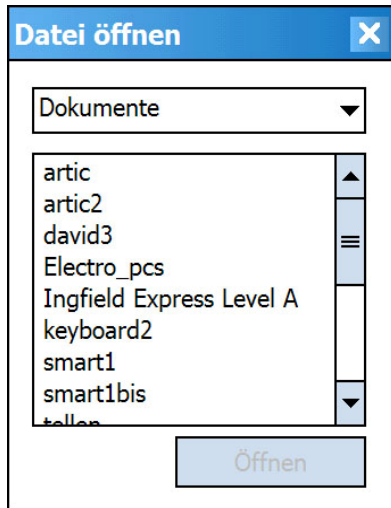 Datei öffnen
Dokumente
artic
artic2
david3
Electro_pcs
Ingfield Express Level A
keyboard2
smart1
smart1bis
Öffnen